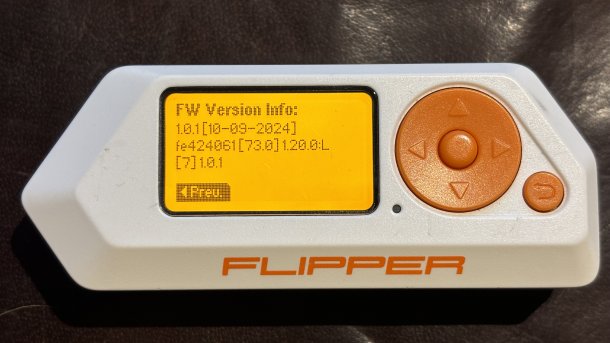 FW Version Info:
1.0.1[10-09-2024]
fe424061[73.0]1.20.0:L
[7]1.0.1
Prev.
FLIPPER